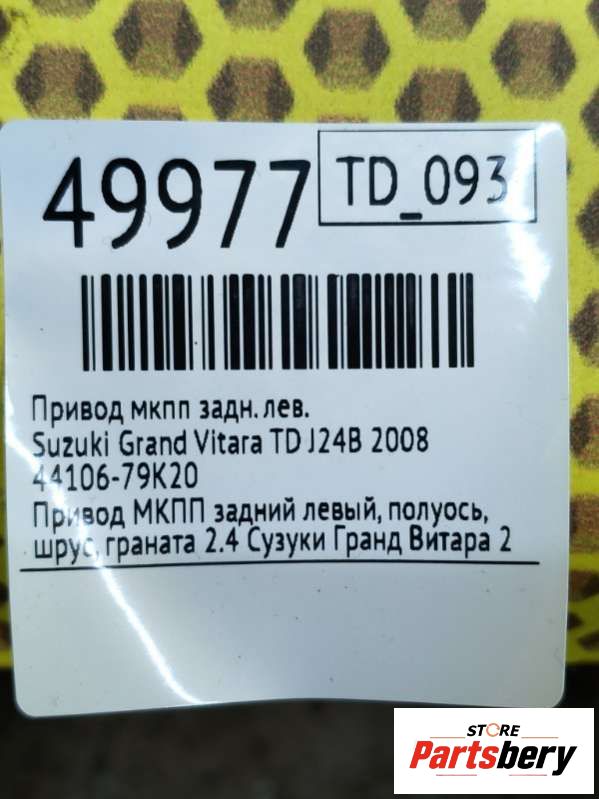 49977
TD_093
Привод мкпп задн. лев.
Suzuki Grand Vitara TD J24B 2008
44106-79K20
Привод МКПП задний левый, полуось,
шрус, граната 2.4 Сузуки Гранд Витара 2
STORE
Partsbery